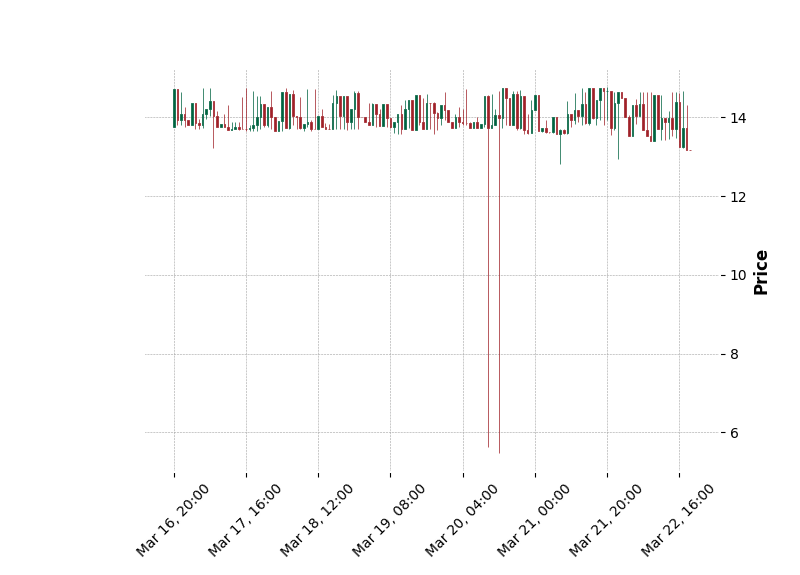 14
12
10
8
6
Price
Mar 16, 20:00
Mar 17, 16:00
Mar 18, 12:00
Mar 19, 08:00
Mar 20, 04:00
Mar 21, 00:00
Mar 21, 20:00
Mar 22, 16:00